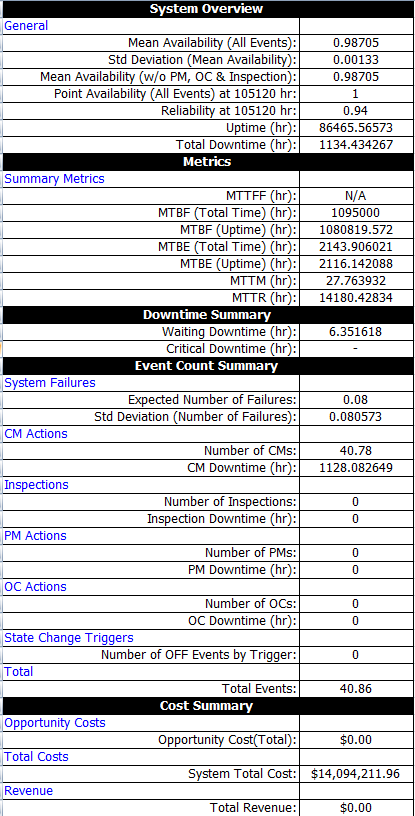 System Overview
General
Mean Availability (All Events): 0.98705
Std Deviation (Mean Availability): 0.00133
Mean Availability (w/o PM, OC & Inspection): 0.98705
Point Availability (All Events) at 105120 hr: 1
Reliability at 105120 hr: 0.94
Uptime (hr): 86465.56573
Total Downtime (hr): 1134.434267
Metrics
Summary Metrics
MTTFF (hr): N/A
MTBF (Total Time) (hr): 1095000
MTBF (Uptime) (hr): 1080819.572
MTBE (Total Time) (hr): 2143.906021
MTBE (Uptime) (hr): 2116.142088
MTTM (hr): 27.763932
MTTR (hr): 14180.42834
Downtime Summary
Waiting Downtime (hr): 6.351618
Critical Downtime (hr): -
Event Count Summary
System Failures
Expected Number of Failures: 0.08
Std Deviation (Number of Failures): 0.080573
CM Actions
Number of CMs: 40.78
CM Downtime (hr): 1128.082649
Inspections
Number of Inspections: 0
Inspection Downtime (hr): 0
PM Actions
Number of PMs: 0
PM Downtime (hr): 0
OC Actions
Number of OCs: 0
OC Downtime (hr): 0
State Change Triggers
Number of OFF Events by Trigger: 0
Total
Total Events: 40.86
Cost Summary
Opportunity Costs
Opportunity Cost(Total): $0.00
Total Costs
System Total Cost: $14,094,211.96
Revenue
Total Revenue: $0.00